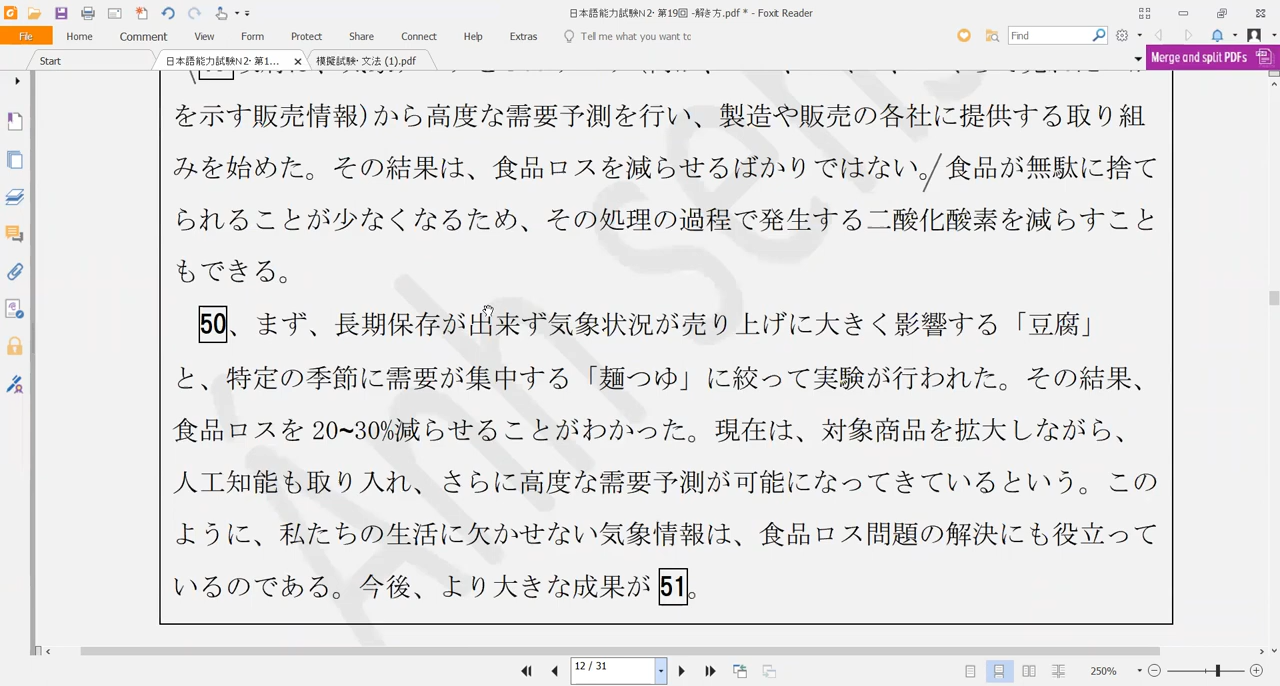 日本語能力試験N2· 第19回 -解き方.pdf * - Foxit Reader
File Home Comment View Form Protect Share Connect Help Extras Tell me what you want to Find
Start 日本語能力試験N2· 第1... 模擬試験· 文法 (1).pdf Merge and split PDFs
を示す販売情報)から高度な需要予測を行い、製造や販売の各社に提供する取り組
みを始めた。その結果は、食品ロスを減らせるばかりではない。/食品が無駄に捨て
られることが少なくなるため、その処理の過程で発生する二酸化酸素を減らすこと
もできる。
50、まず、長期保存が出来ず気象状況が売り上げに大きく影響する「豆腐」
と、特定の季節に需要が集中する「麺つゆ」に絞って実験が行われた。その結果、
食品ロスを 20~30%減らせることがわかった。現在は、対象商品を拡大しながら、
人工知能も取り入れ、さらに高度な需要予測が可能になってきているという。この
ように、私たちの生活に欠かせない気象情報は、食品ロス問題の解決にも役立って
いるのである。今後、より大きな成果が 51。
Anh sen
12 / 31 250%